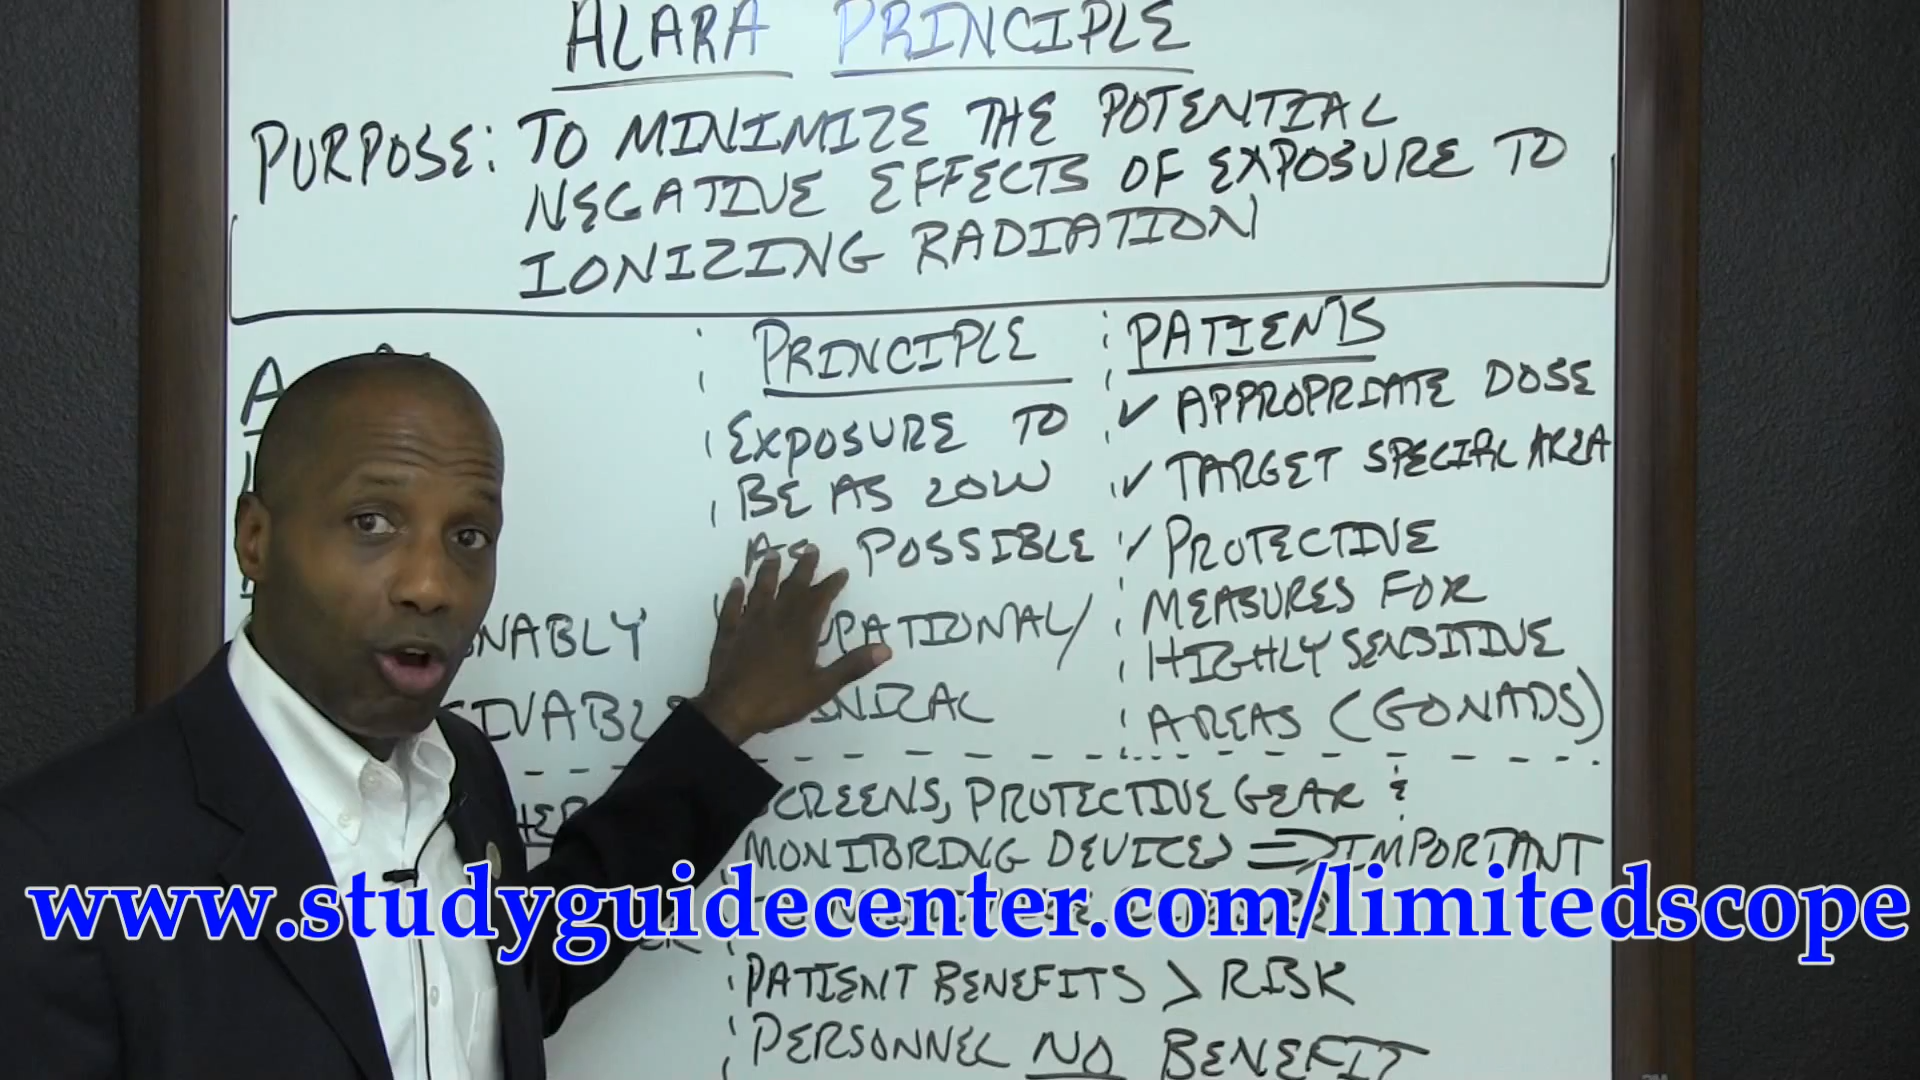 ALARA PRINCIPLE
PURPOSE: TO MINIMIZE THE POTENTIAL
NEGATIVE EFFECTS OF EXPOSURE TO
IONIZING RADIATION
PRINCIPLE
EXPOSURE TO
BE AS LOW
AS POSSIBLE
PATIENTS
✓ APPROPRIATE DOSE
✓ TARGET SPECIAL AREA
✓ PROTECTIVE
MEASURES FOR
HIGHLY SENSITIVE
AREAS (GONADS)
SCREENS, PROTECTIVE GEAR &
MONITORING DEVICES => IMPORTANT
www.studyguidecenter.com/limitedscope
PATIENT BENEFITS > RISK
PERSONNEL NO BENEFIT